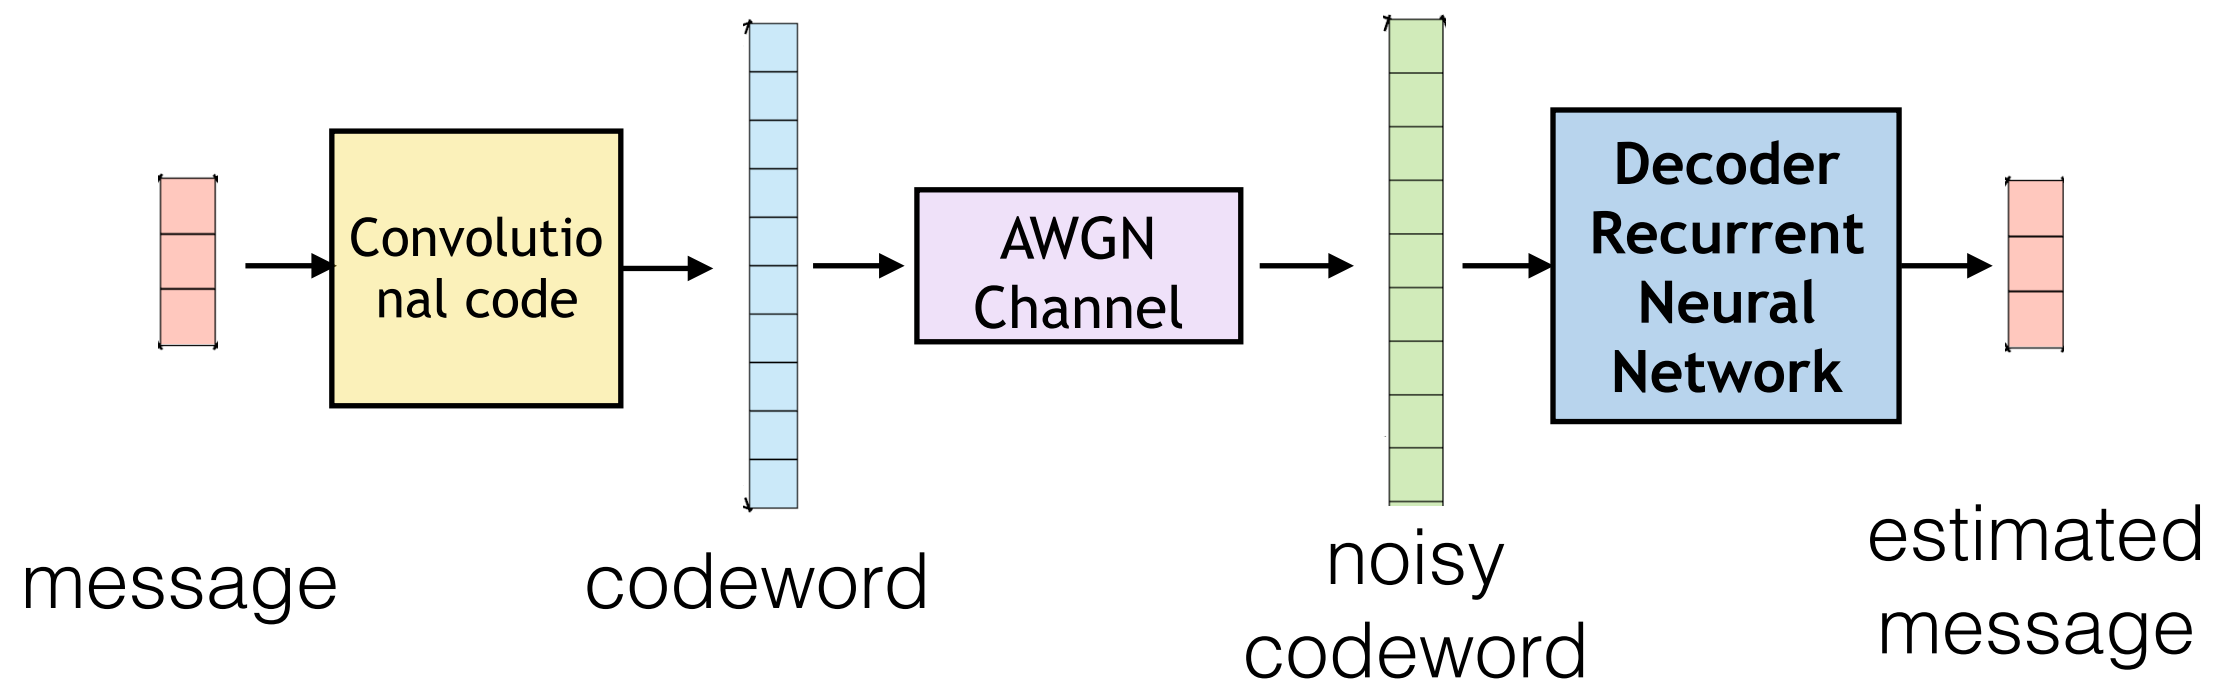 Convolutio
nal code
AWGN
Channel
Decoder
Recurrent
Neural
Network
message
codeword
noisy
codeword
estimated
message